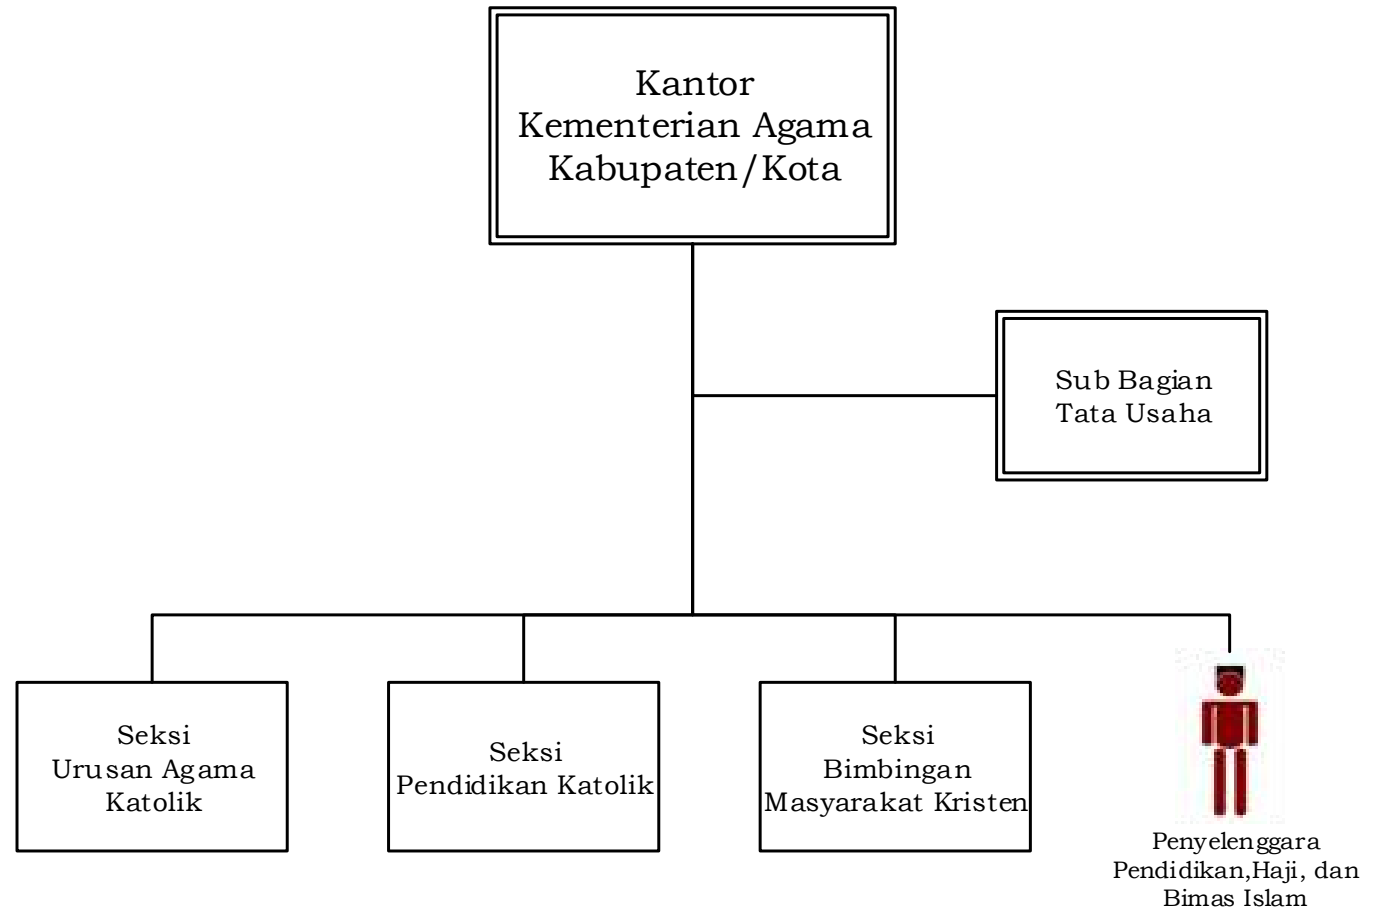 Kantor
Kementerian Agama
Kabupaten/Kota
Sub Bagian
Tata Usaha
Seksi
Urusan Agama
Katolik
Seksi
Pendidikan Katolik
Seksi
Bimbingan
Masyarakat Kristen
Penyelenggara
Pendidikan,Haji, dan
Bimas Islam